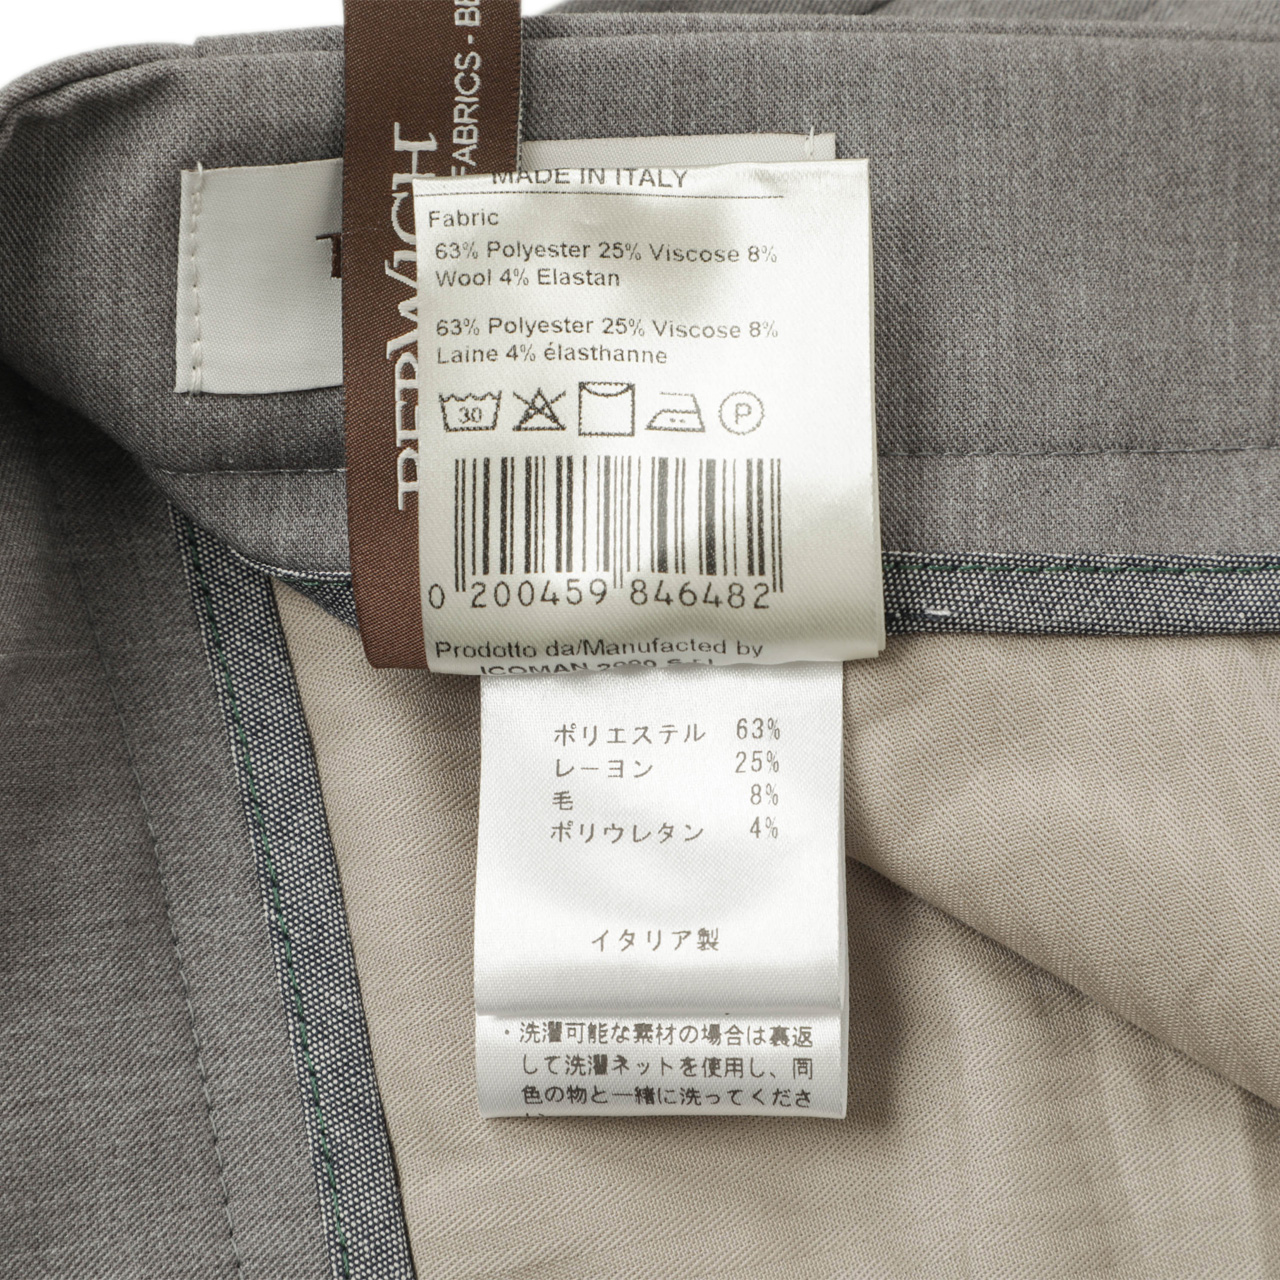 FABRICS - BE
BERWICH
MADE IN ITALY
Fabric
63% Polyester 25% Viscose 8%
Wool 4% Elastan
63% Polyester 25% Viscose 8%
Laine 4% élasthanne
30
P
0 200459 846482
Prodotto da/Manufacted by
ICOMAN 2000 S.r.l.
ポリエステル 63%
レーヨン 25%
毛 8%
ポリウレタン 4%
イタリア製
・洗濯可能な素材の場合は裏返
して洗濯ネットを使用し、同
色の物と一緒に洗ってくださ